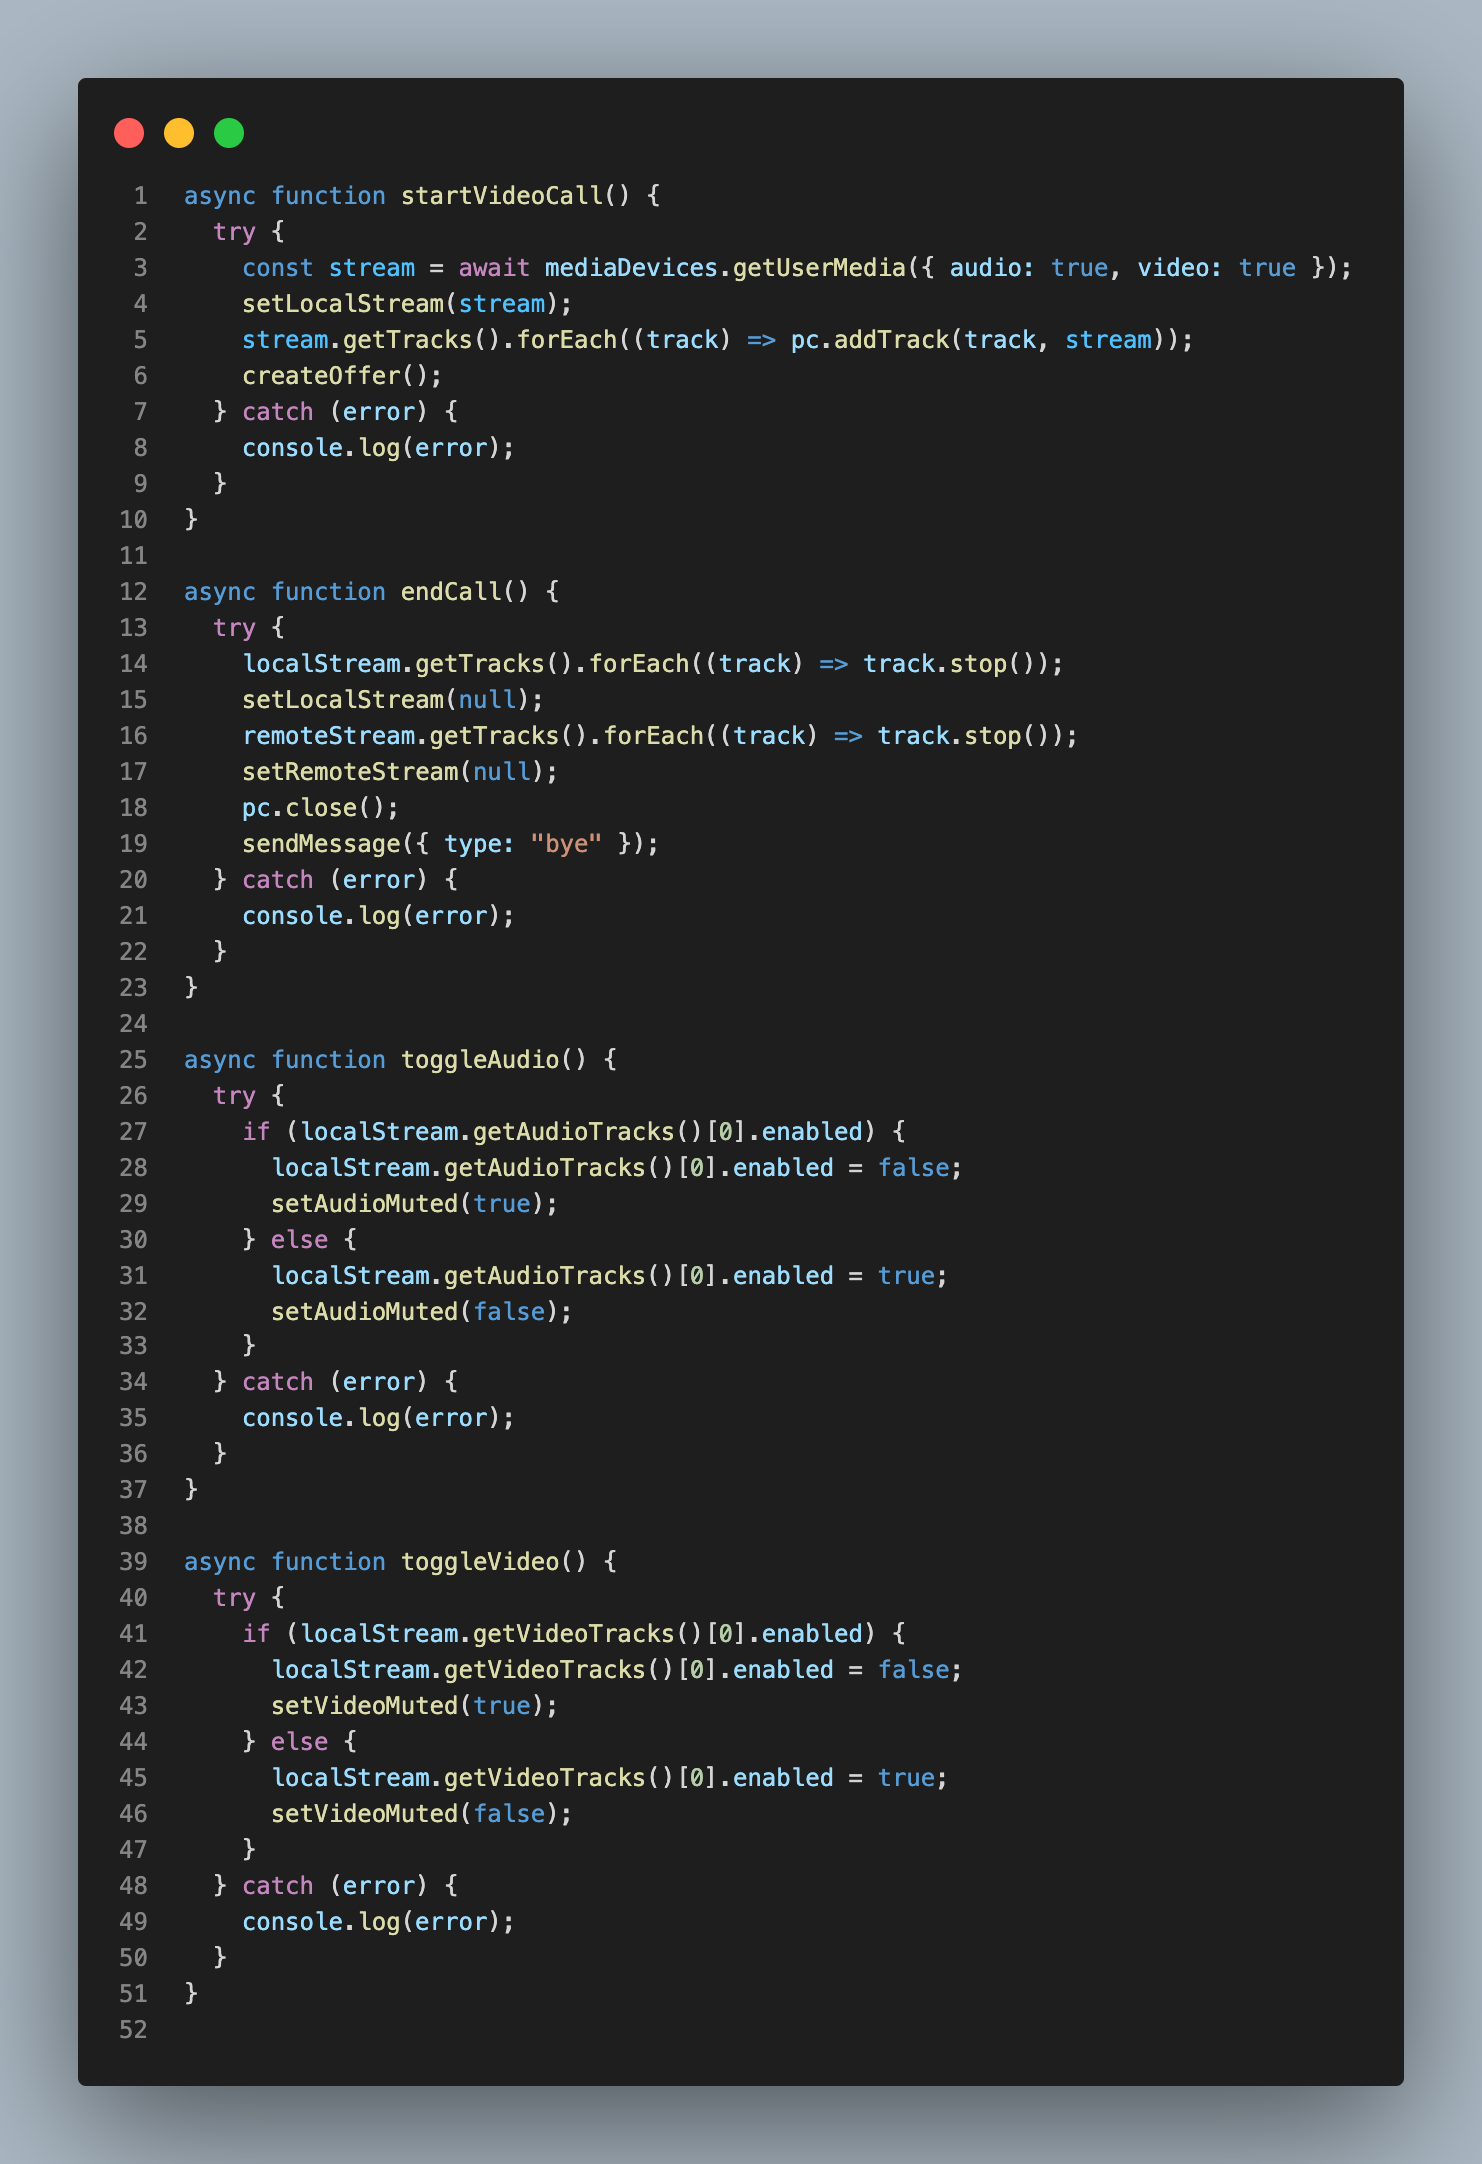 1 async function startVideoCall() {
2   try {
3     const stream = await mediaDevices.getUserMedia({ audio: true, video: true });
4     setLocalStream(stream);
5     stream.getTracks().forEach((track) => pc.addTrack(track, stream));
6     createOffer();
7   } catch (error) {
8     console.log(error);
9   }
10 }
11
12 async function endCall() {
13   try {
14     localStream.getTracks().forEach((track) => track.stop());
15     setLocalStream(null);
16     remoteStream.getTracks().forEach((track) => track.stop());
17     setRemoteStream(null);
18     pc.close();
19     sendMessage({ type: "bye" });
20   } catch (error) {
21     console.log(error);
22   }
23 }
24
25 async function toggleAudio() {
26   try {
27     if (localStream.getAudioTracks()[0].enabled) {
28       localStream.getAudioTracks()[0].enabled = false;
29       setAudioMuted(true);
30     } else {
31       localStream.getAudioTracks()[0].enabled = true;
32       setAudioMuted(false);
33     }
34   } catch (error) {
35     console.log(error);
36   }
37 }
38
39 async function toggleVideo() {
40   try {
41     if (localStream.getVideoTracks()[0].enabled) {
42       localStream.getVideoTracks()[0].enabled = false;
43       setVideoMuted(true);
44     } else {
45       localStream.getVideoTracks()[0].enabled = true;
46       setVideoMuted(false);
47     }
48   } catch (error) {
49     console.log(error);
50   }
51 }
52